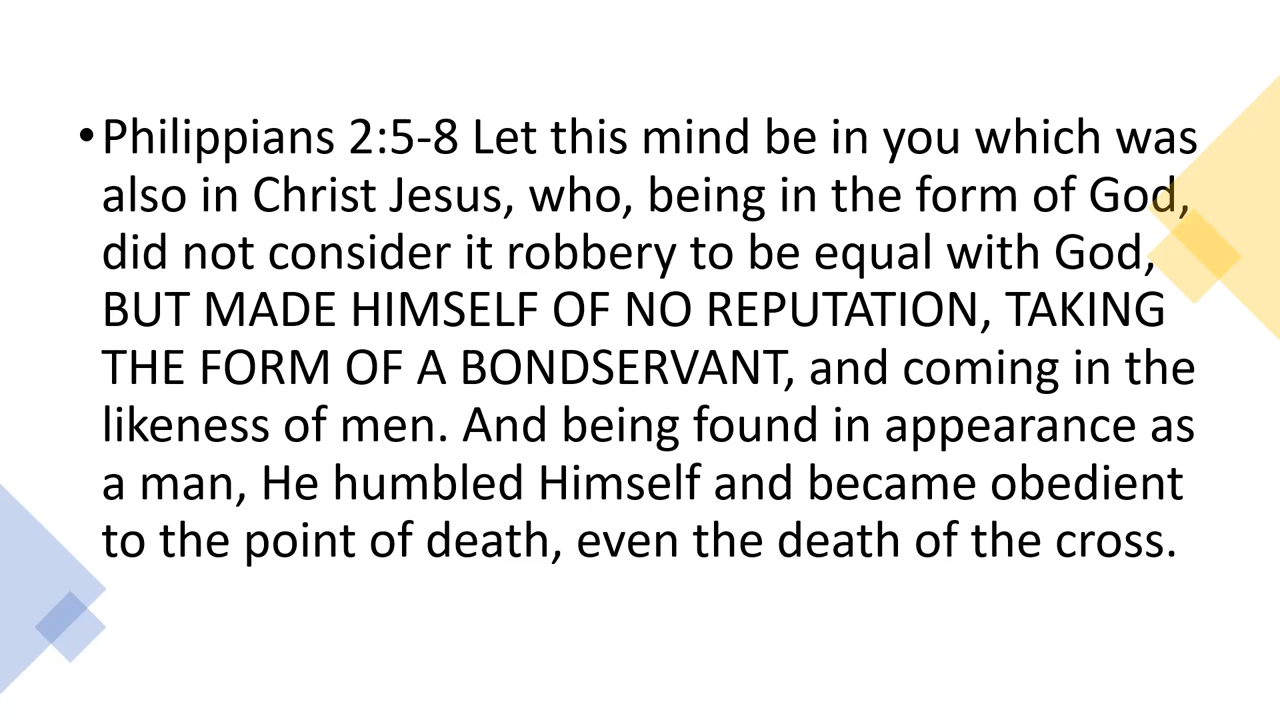 •Philippians 2:5-8 Let this mind be in you which was
also in Christ Jesus, who, being in the form of God,
did not consider it robbery to be equal with God,
BUT MADE HIMSELF OF NO REPUTATION, TAKING
THE FORM OF A BONDSERVANT, and coming in the
likeness of men. And being found in appearance as
a man, He humbled Himself and became obedient
to the point of death, even the death of the cross.